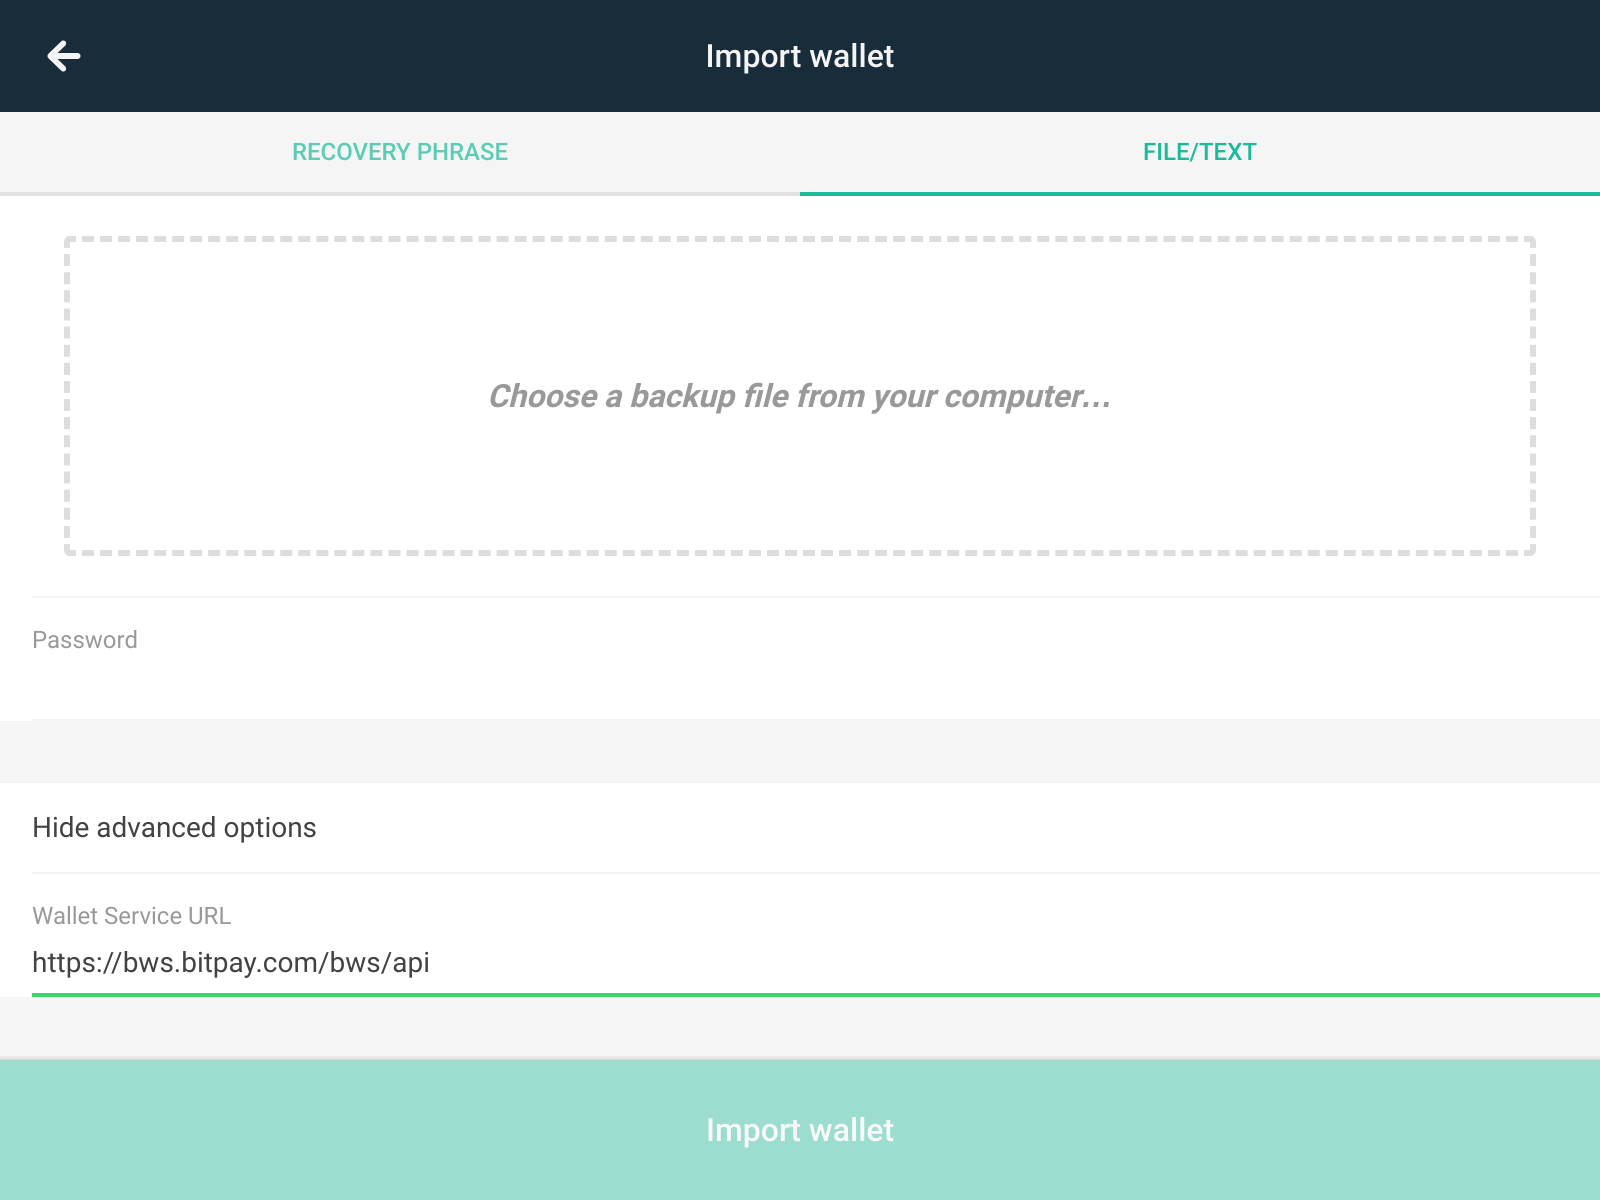 Import wallet
RECOVERY PHRASE
FILE/TEXT
Choose a backup file from your computer...
Password
Hide advanced options
Wallet Service URL
https://bws.bitpay.com/bws/api
Import wallet